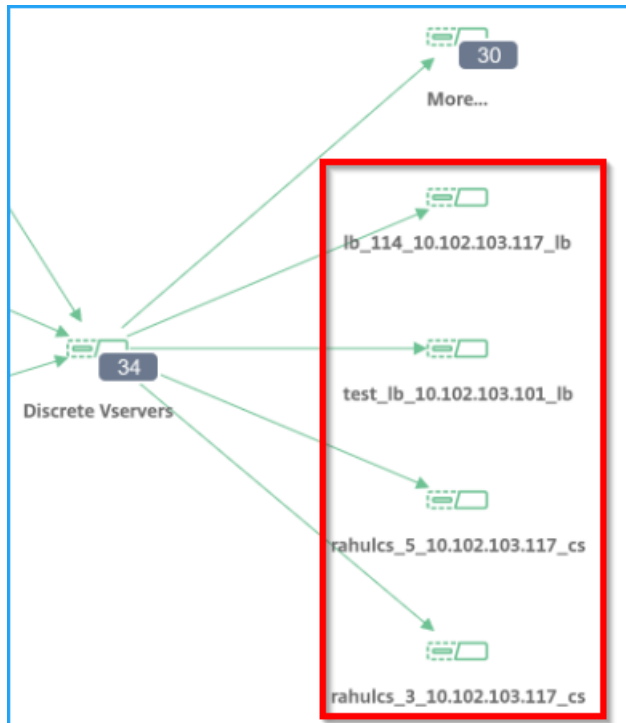 30
More...
lb_114_10.102.103.117_lb
test_lb_10.102.103.101_lb
34
Discrete Vservers
rahulcs_5_10.102.103.117_cs
rahulcs_3_10.102.103.117_cs